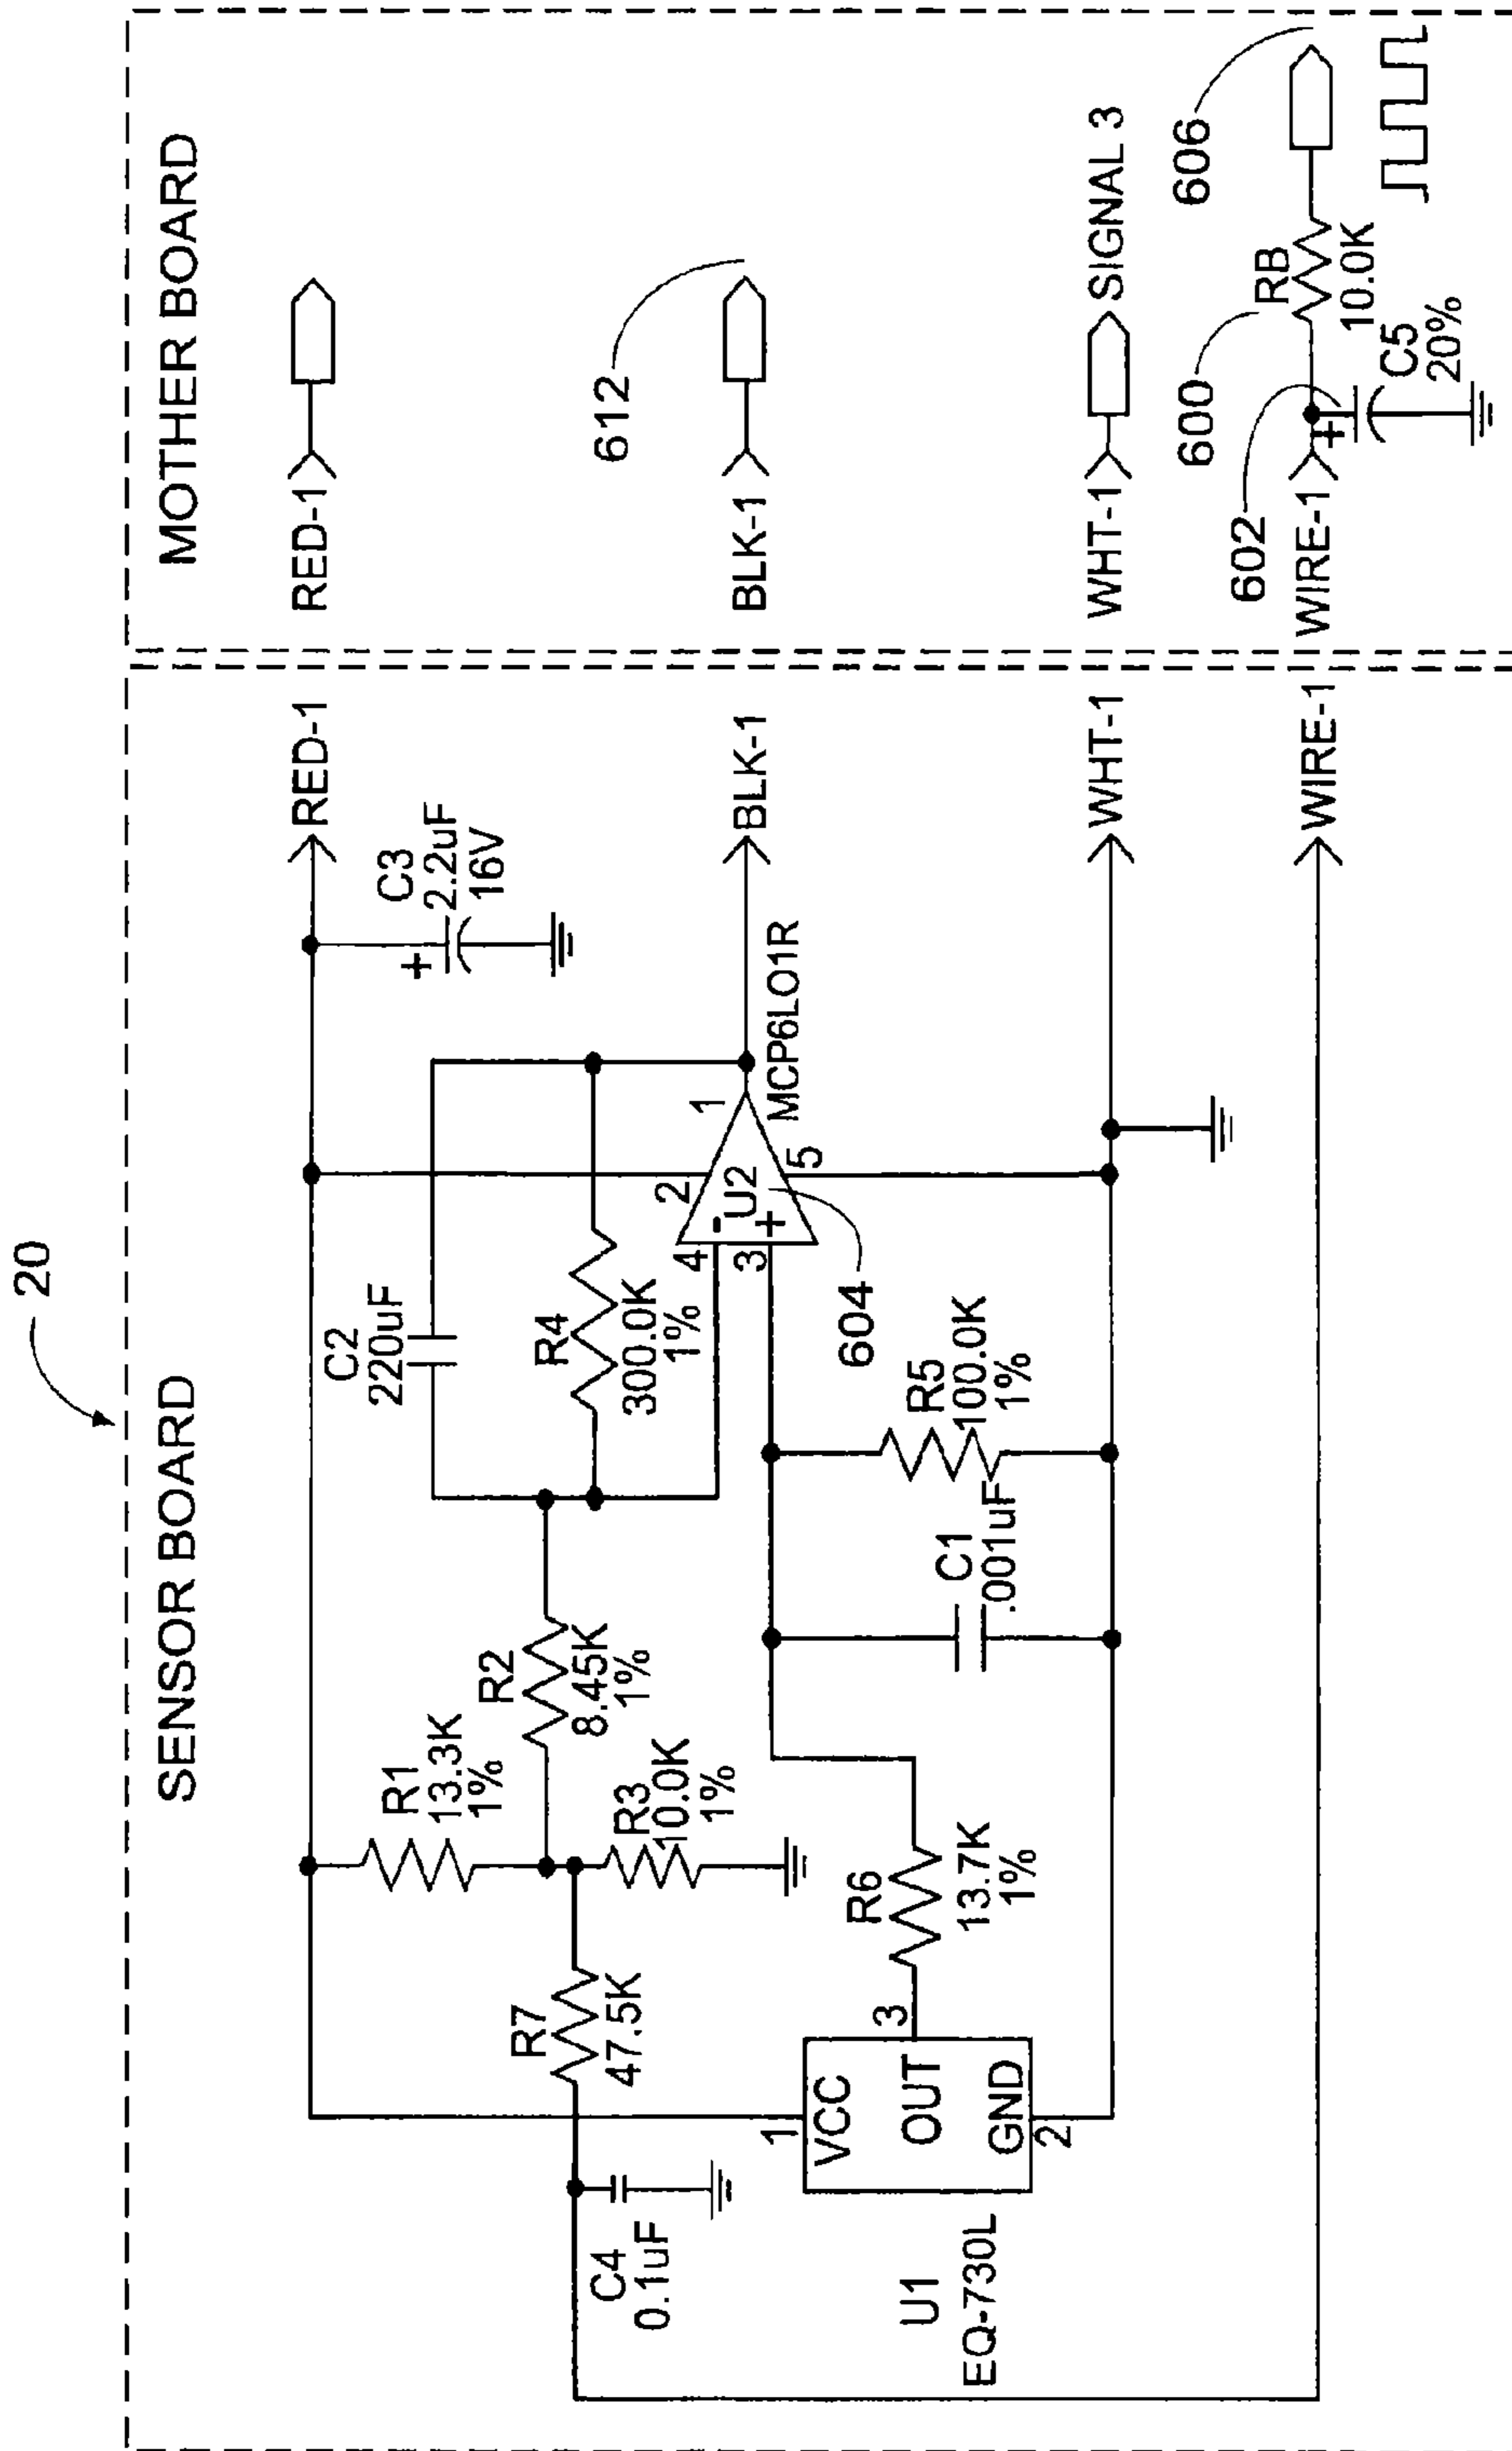 20
SENSOR BOARD
MOTHER BOARD
C2
220uF
R4
300.0K
1%
C3
2.2uF
16V
RED-1
RED-1
R1
13.3K
1%
R2
8.45K
1%
R7
47.5K
R3
10.0K
1%
C4
0.1uF
4
3
2
1
5
-
+
U2
MCP6LO1R
604
BLK-1
BLK-1
612
1
VCC
OUT
3
GND
2
U1
EQ-730L
R6
13.7K
1%
C1
.001uF
R5
100.0K
1%
WHT-1
WHT-1
SIGNAL 3
WIRE-1
WIRE-1
602
600
606
RB
10.0K
+
C5
20%
+